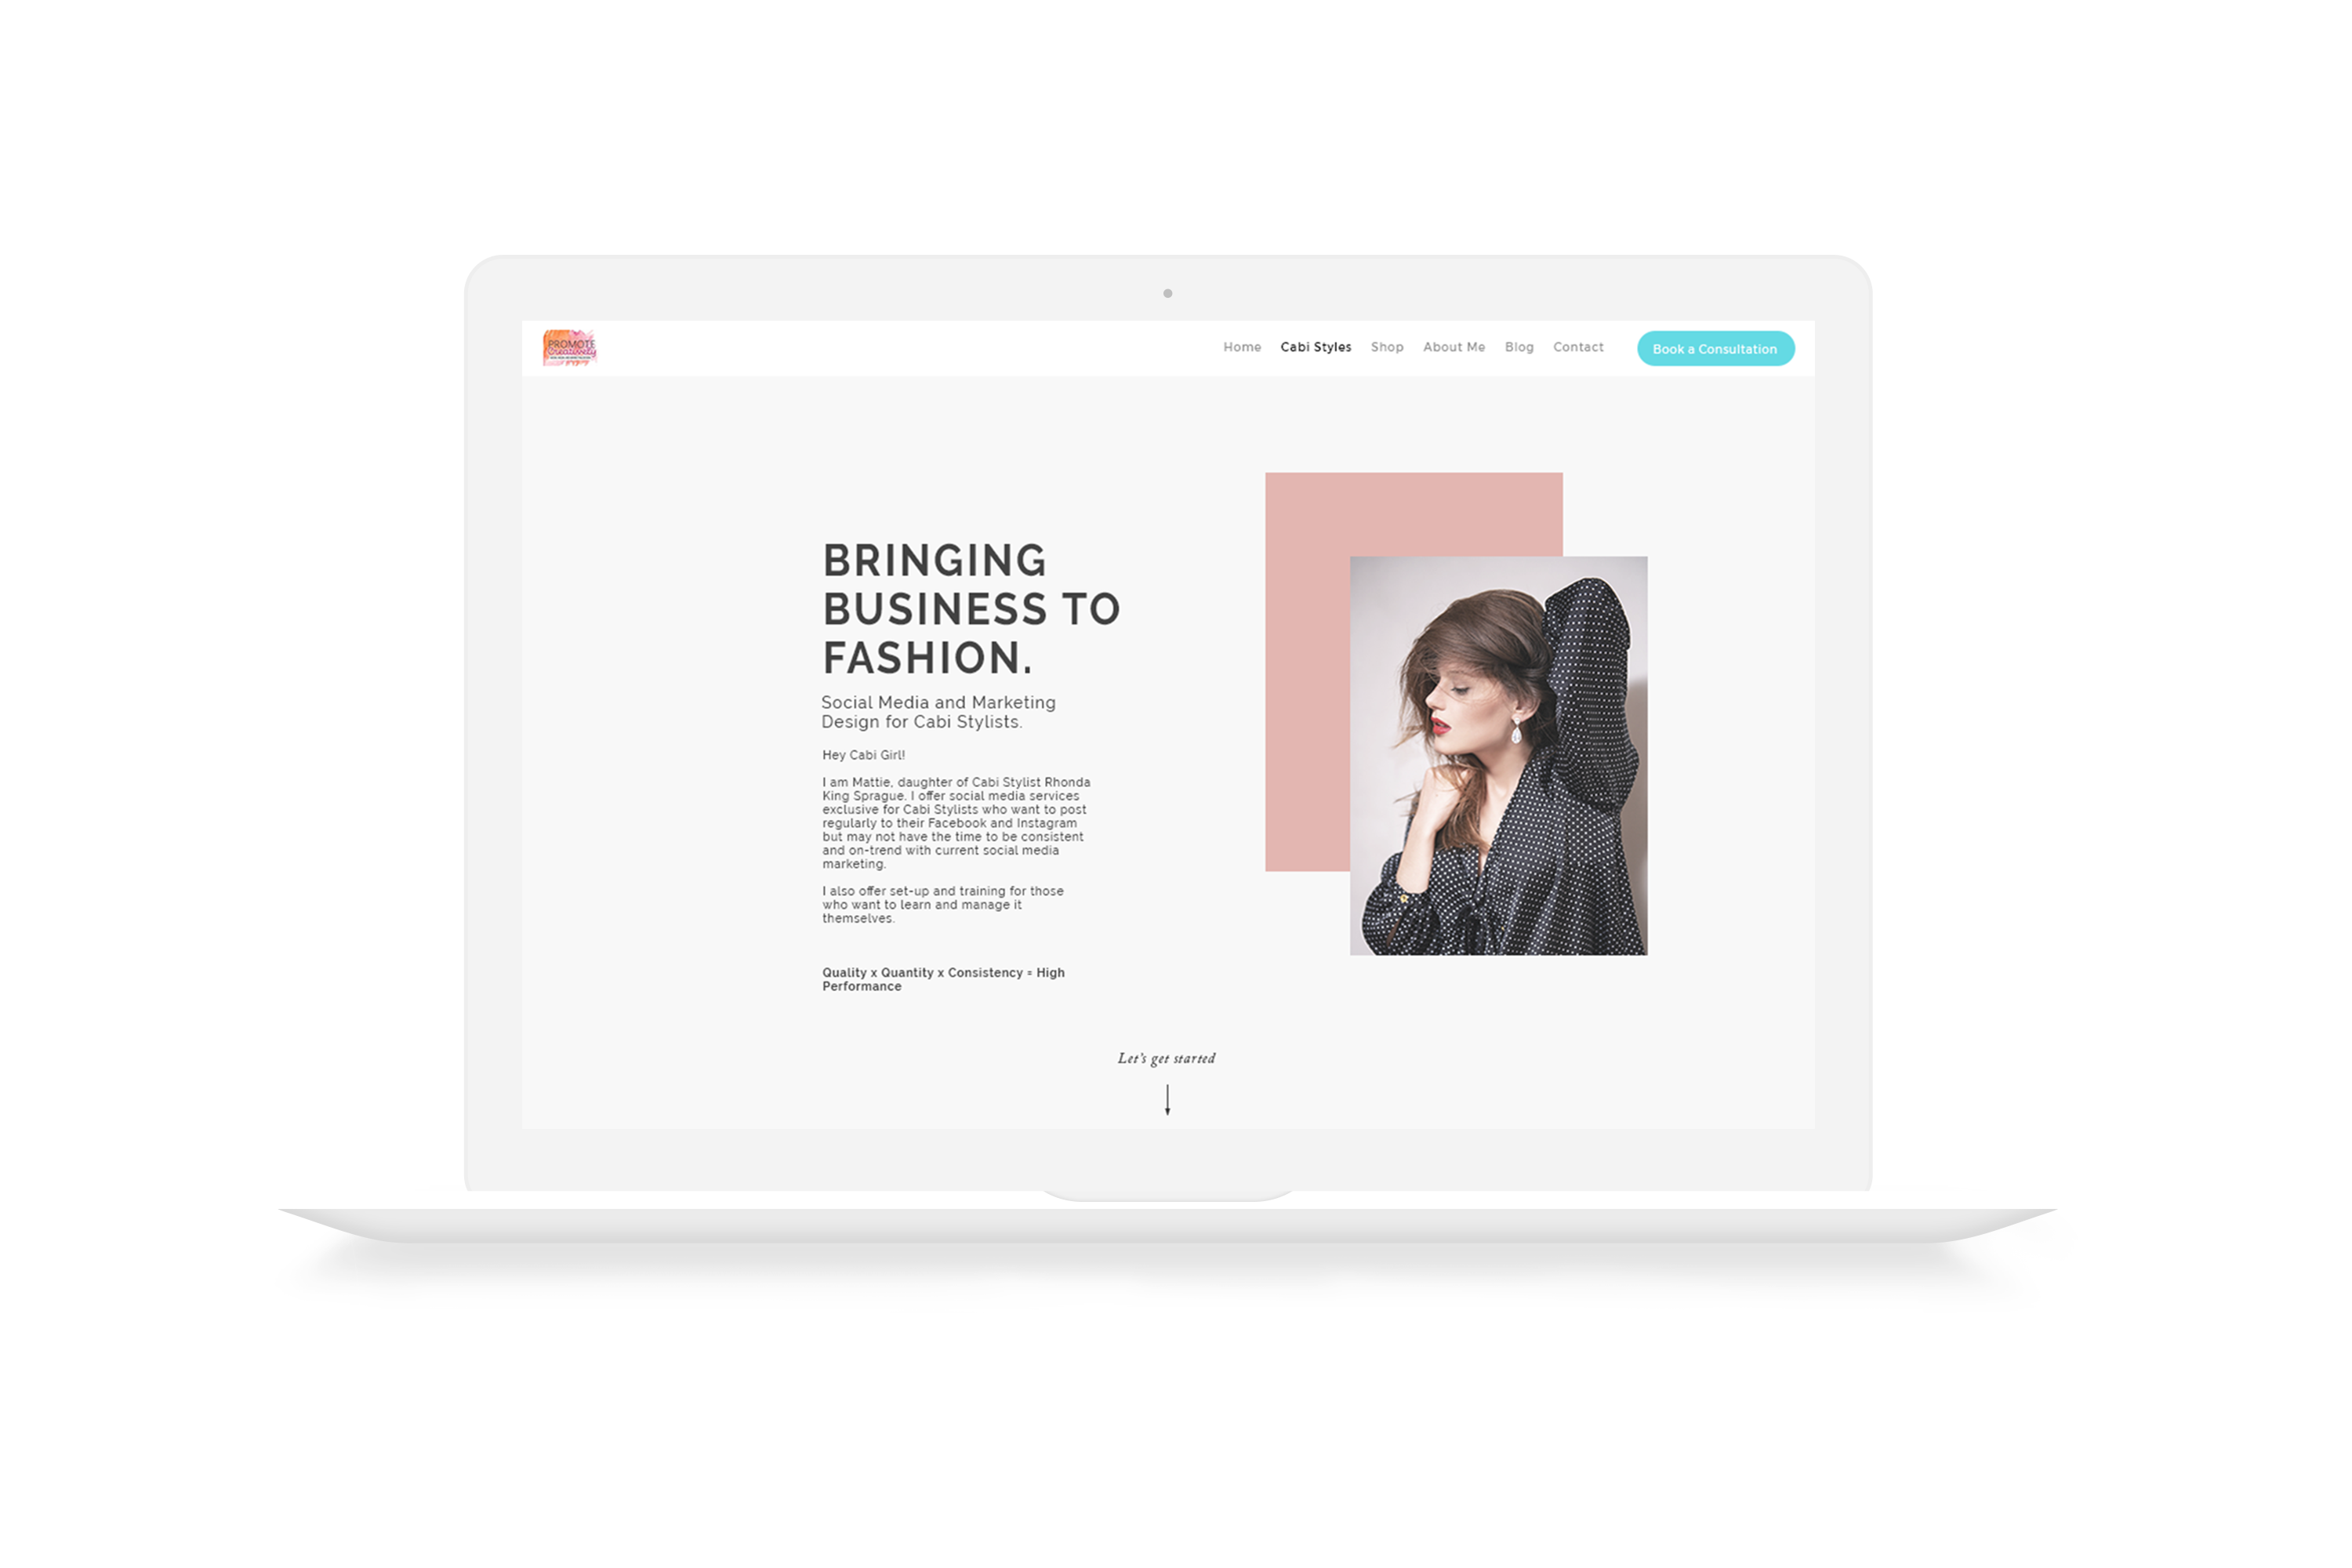 PROMOTE
Creatively
Home Cabi Styles Shop About Me Blog Contact Book a Consultation
BRINGING
BUSINESS TO
FASHION.
Social Media and Marketing
Design for Cabi Stylists.
Hey Cabi Girl!
I am Mattie, daughter of Cabi Stylist Rhonda
King Sprague. I offer social media services
exclusive for Cabi Stylists who want to post
regularly to their Facebook and Instagram
but may not have the time to be consistent
and on-trend with current social media
marketing.
I also offer set-up and training for those
who want to learn and manage it
themselves.
Quality x Quantity x Consistency = High
Performance
Let's get started